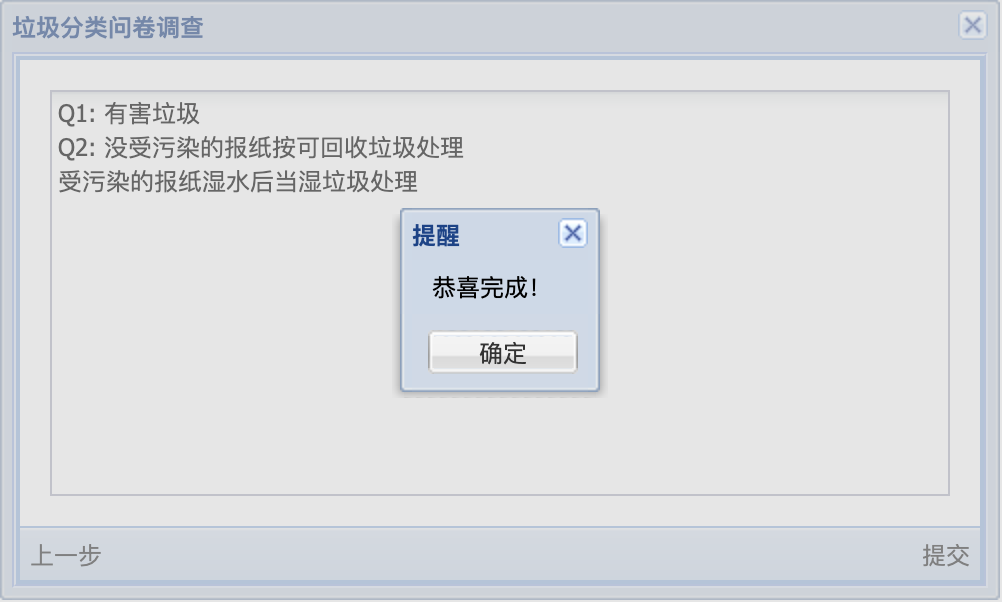 垃圾分类问卷调查
Q1: 有害垃圾
Q2: 没受污染的报纸按可回收垃圾处理
受污染的报纸湿水后当湿垃圾处理
提醒
恭喜完成！
确定
上一步
提交